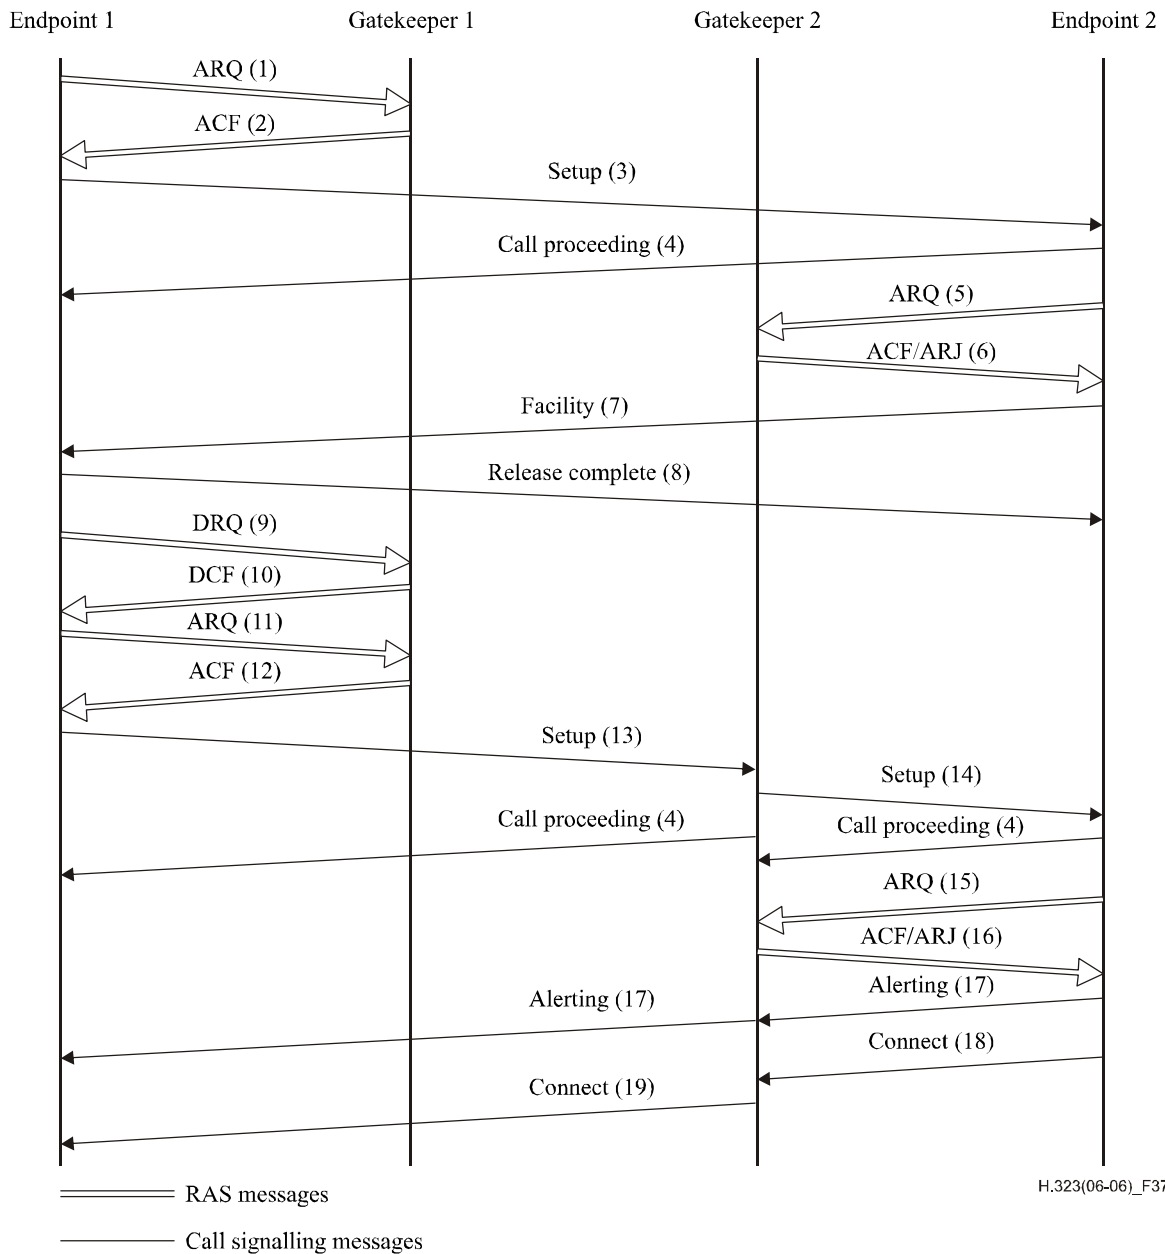 Endpoint 1
Gatekeeper 1
Gatekeeper 2
Endpoint 2
ARQ (1)
ACF (2)
Setup (3)
Call proceeding (4)
ARQ (5)
ACF/ARJ (6)
Facility (7)
Release complete (8)
DRQ (9)
DCF (10)
ARQ (11)
ACF (12)
Setup (13)
Setup (14)
Call proceeding (4)
Call proceeding (4)
ARQ (15)
ACF/ARJ (16)
Alerting (17)
Alerting (17)
Connect (18)
Connect (19)
RAS messages
H.323(06-06)_F37
Call signalling messages